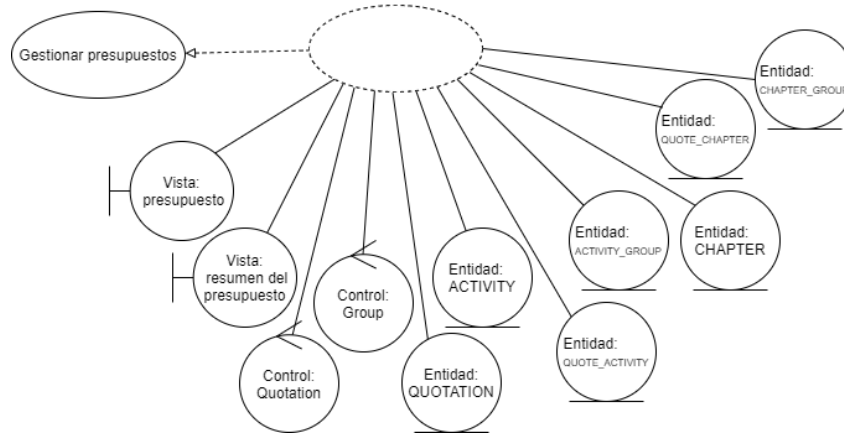 Gestionar presupuestos
Entidad:
CHAPTER_GROUP
Entidad:
QUOTE_CHAPTER
Vista:
presupuesto
Entidad:
ACTIVITY_GROUP
Entidad:
CHAPTER
Vista:
resumen del
presupuesto
Control:
Group
Entidad:
ACTIVITY
Entidad:
QUOTE_ACTIVITY
Control:
Quotation
Entidad:
QUOTATION